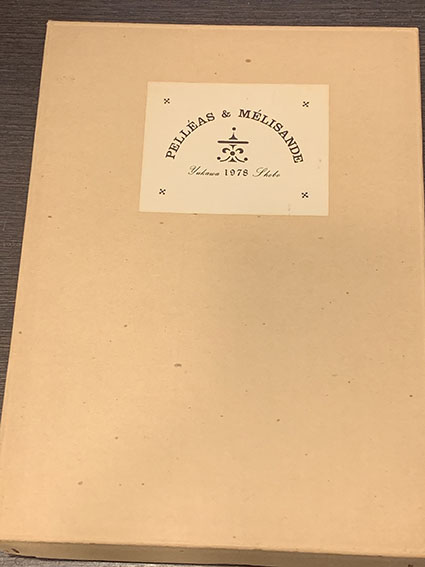 PELLÉAS & MÉLISANDE
Yukawa 1978 Shobo